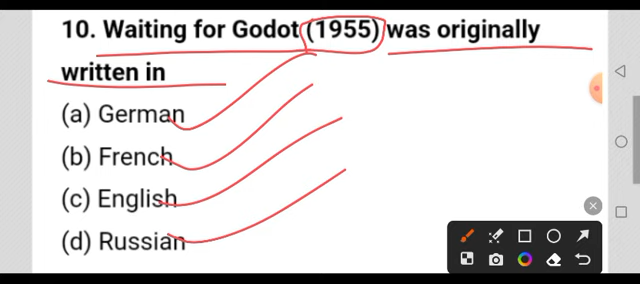 10. Waiting for Godot (1955) was originally
written in
(a) German
(b) French
(c) English
(d) Russian